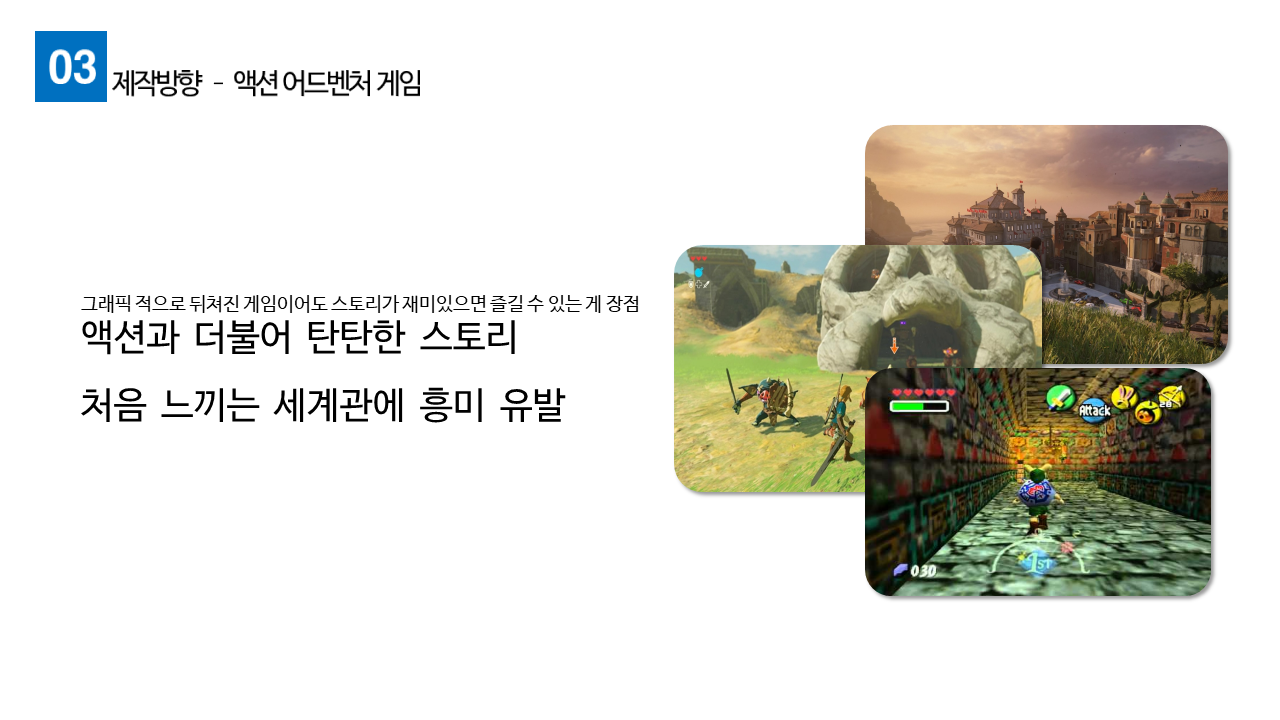 03
제작방향 - 액션 어드벤처 게임
그래픽 적으로 뒤쳐진 게임이어도 스토리가 재미있으면 즐길 수 있는 게 장점
액션과 더불어 탄탄한 스토리
처음 느끼는 세계관에 흥미 유발
Attack
28
1ST
030